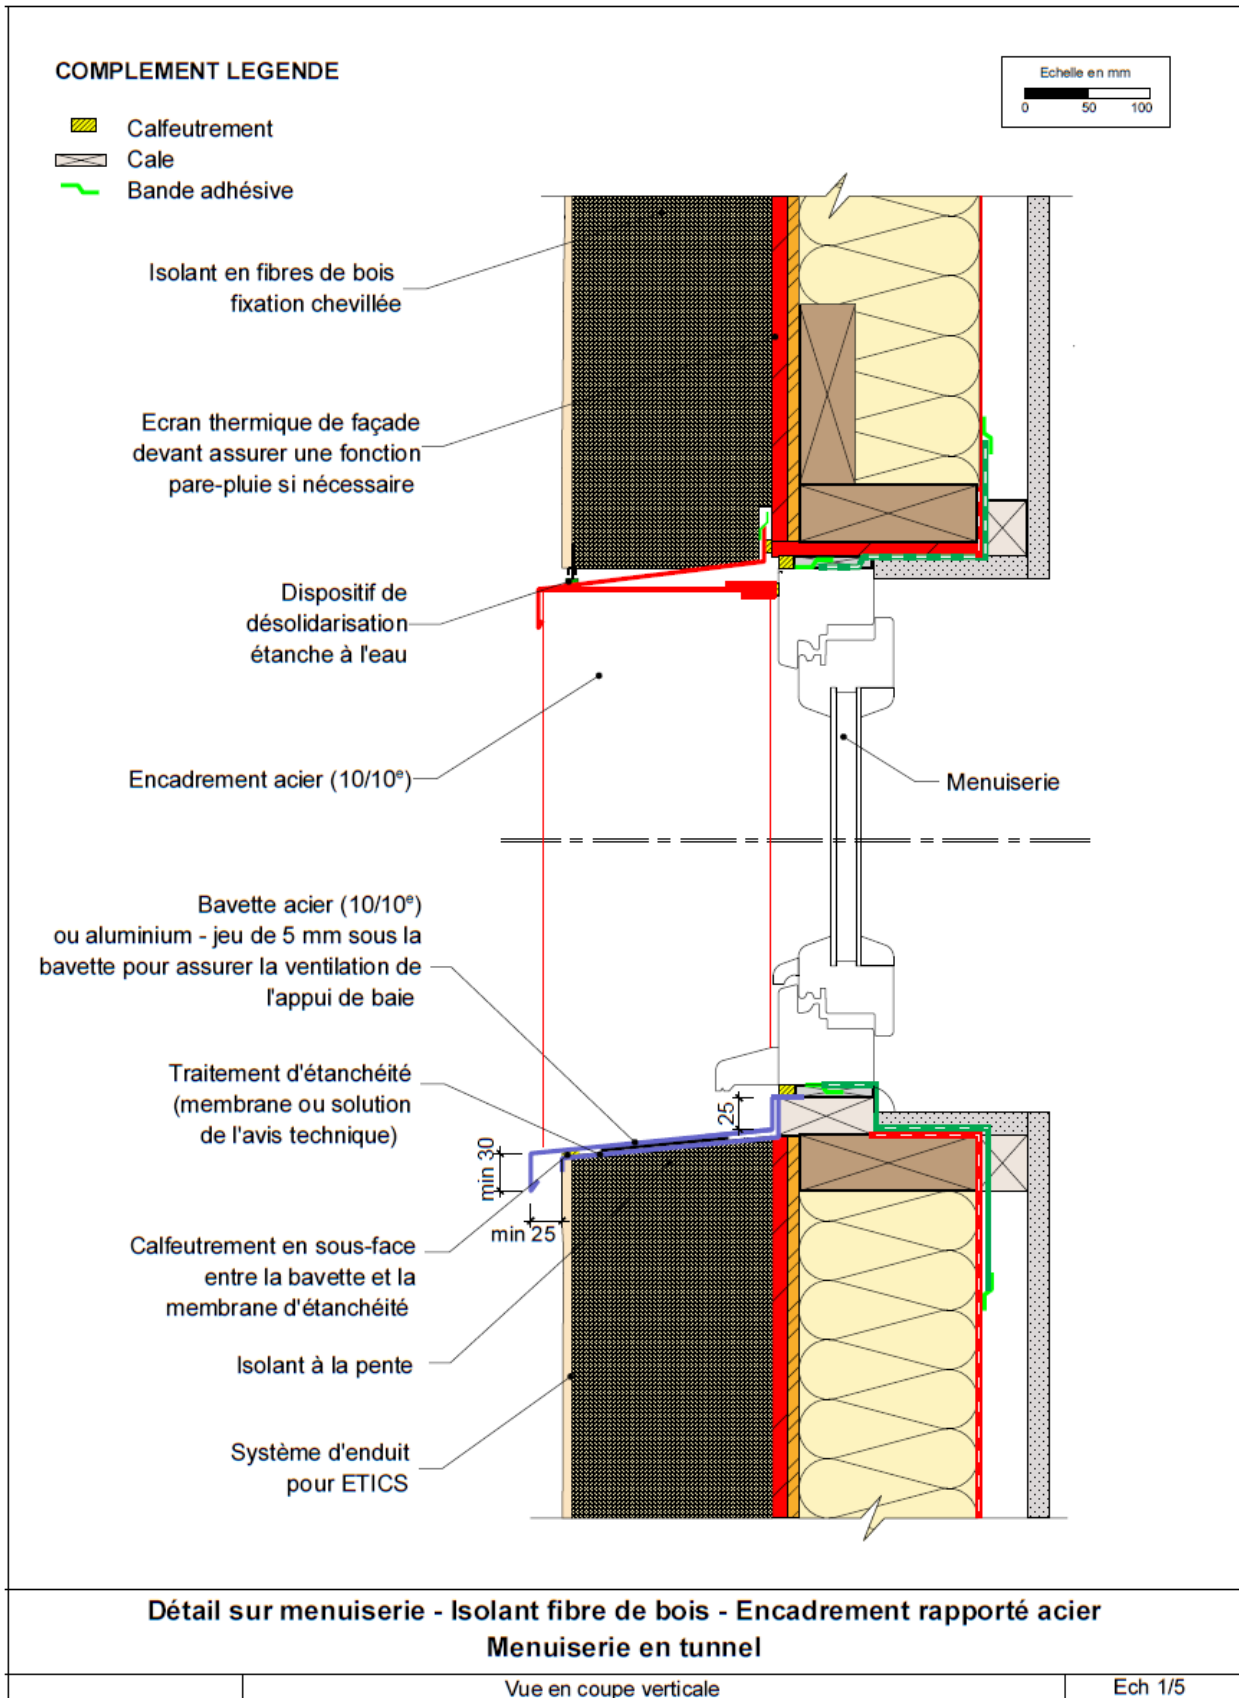 COMPLEMENT LEGENDE
Echelle en mm
0 50 100
Calfeutrement
Cale
Bande adhésive
Isolant en fibres de bois
fixation chevillée
Ecran thermique de façade
devant assurer une fonction
pare-pluie si nécessaire
Dispositif de
désolidarisation
étanche à l'eau
Encadrement acier (10/10e)
Menuiserie
Bavette acier (10/10e)
ou aluminium - jeu de 5 mm sous la
bavette pour assurer la ventilation de
l'appui de baie
Traitement d'étanchéité
(membrane ou solution
de l'avis technique)
25
min 30
min 25
Calfeutrement en sous-face
entre la bavette et la
membrane d'étanchéité
Isolant à la pente
Système d'enduit
pour ETICS
Détail sur menuiserie - Isolant fibre de bois - Encadrement rapporté acier
Menuiserie en tunnel
Vue en coupe verticale
Ech 1/5